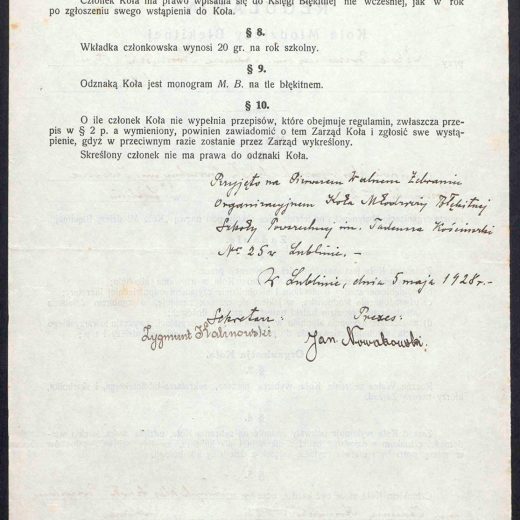 Członek Koła ma prawo wpisania się do Księgi Błękitnej nie wcześniej, jak w rok
po zgłoszeniu swego wstąpienia do Koła.
§ 8.
Wkładka członkowska wynosi 20 gr. na rok szkolny.
§ 9.
Odznaką Koła jest monogram M. B. na tle błękitnem.
§ 10.
O ile członek Koła nie wypełnia przepisów, które obejmuje regulamin, zwłaszcza prze-
pis w § 2 p. a wymieniony, powinien zawiadomić o tem Zarząd Koła i zgłosić swe wystą-
pienie, gdyż w przeciwnym razie zostanie przez Zarząd wykreślony.
Skreślony członek nie ma prawa do odznaki Koła.
Przyjęto na Pierwszem Walnem Zebraniu
Organizacyjnem Koła Młodzieży Błękitnej
Szkoły Powszechnej im. Tadeusza Kościuszki
№ 25 w Lublinie. –
W Lublinie, dnia 5 maja 1928 r. –
Sekretarz: Prezes:
Zygmunt Kalinowski Jan Nowakowski.